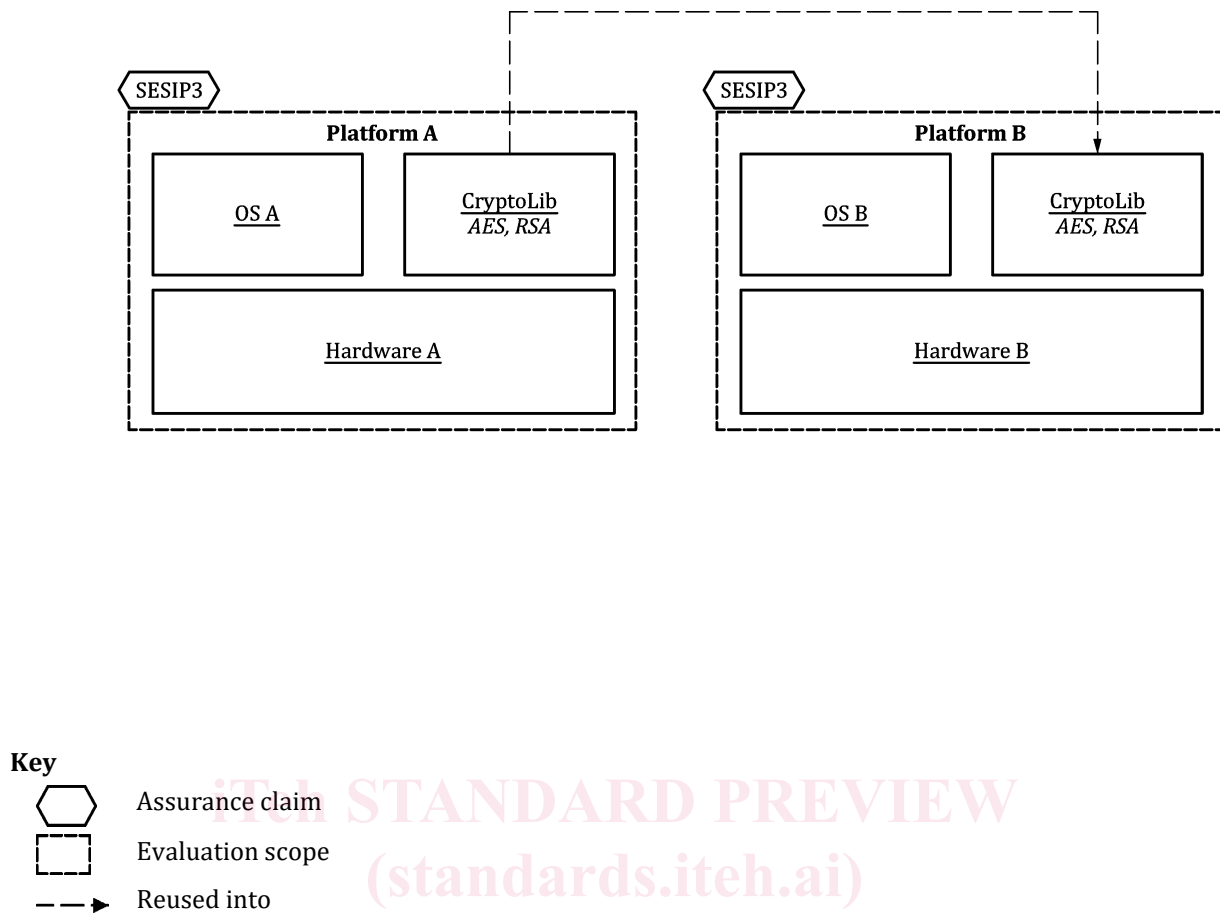 SESIP3
Platform A
OS A
CryptoLib
AES, RSA
Hardware A
SESIP3
Platform B
OS B
CryptoLib
AES, RSA
Hardware B
Key
Assurance claim
Evaluation scope
Reused into
iTeh STANDARD PREVIEW
(standards.iteh.ai)